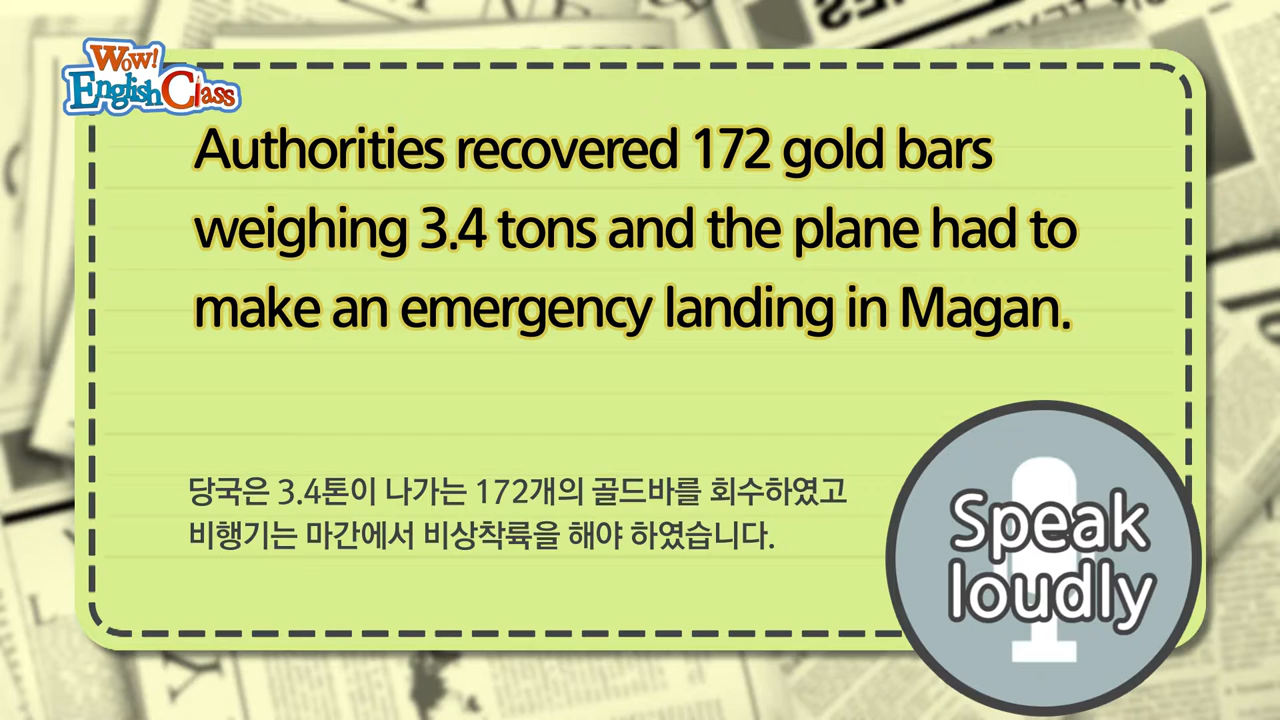 Wow!
English Class
Authorities recovered 172 gold bars
weighing 3.4 tons and the plane had to
make an emergency landing in Magan.
당국은 3.4톤이 나가는 172개의 골드바를 회수하였고
비행기는 마간에서 비상착륙을 해야 하였습니다.
Speak
loudly